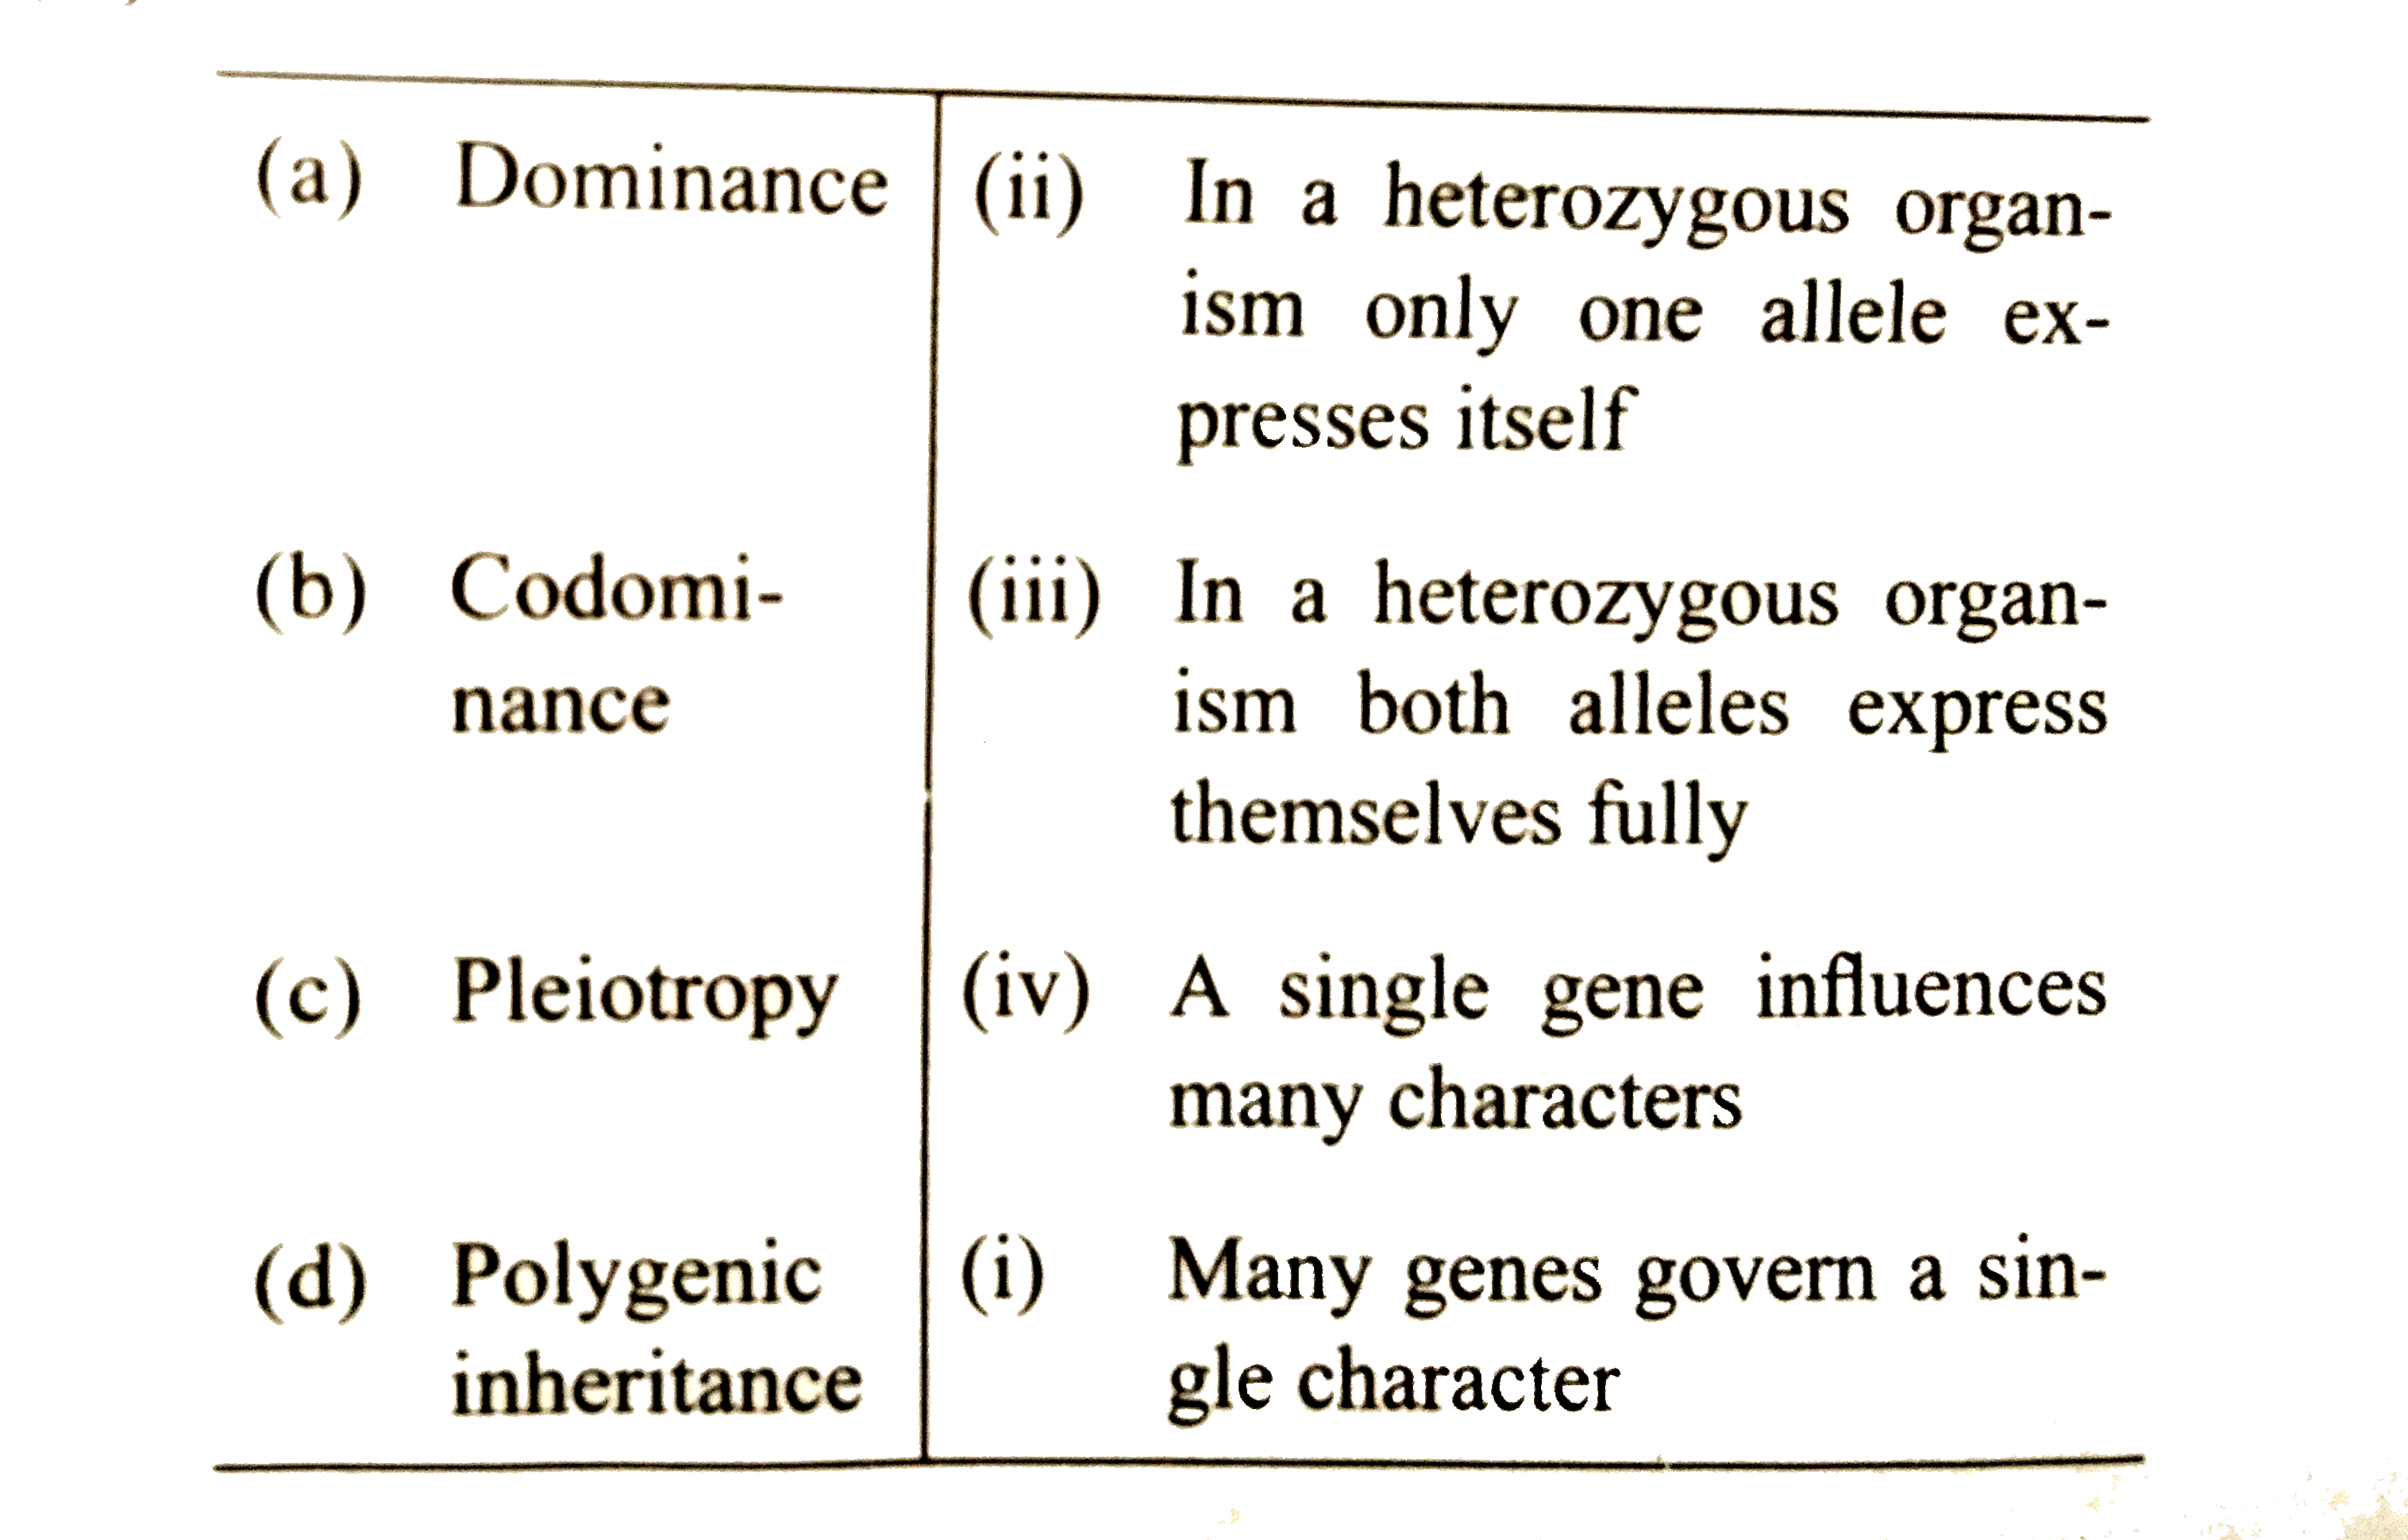 (a) Dominance (ii) In a heterozygous organ-
ism only one allele ex-
presses itself
(b) Codomi- (iii) In a heterozygous organ-
nance ism both alleles express
themselves fully
(c) Pleiotropy (iv) A single gene influences
many characters
(d) Polygenic (i) Many genes govern a sin-
inheritance gle character